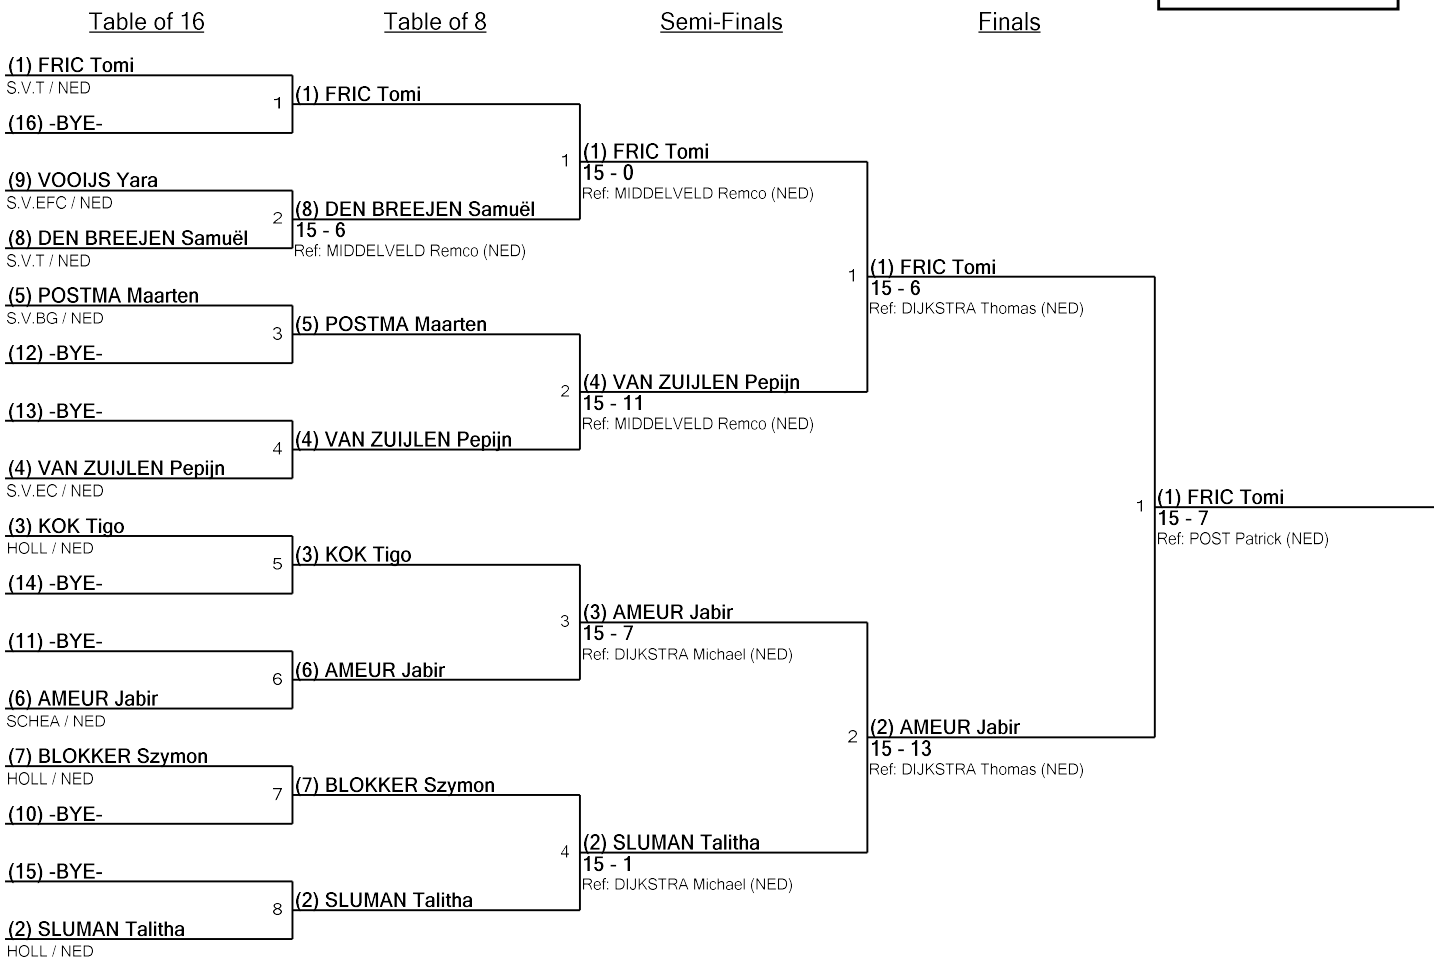 Table of 16
Table of 8
Semi-Finals
Finals
(1) FRIC Tomi
S.V.T / NED
1
(16) -BYE-
(9) VOOIJS Yara
S.V.EFC / NED
2
(8) DEN BREEJEN Samuël
S.V.T / NED
(5) POSTMA Maarten
S.V.BG / NED
3
(12) -BYE-
(13) -BYE-
4
(4) VAN ZUIJLEN Pepijn
S.V.EC / NED
(3) KOK Tigo
HOLL / NED
5
(14) -BYE-
(11) -BYE-
6
(6) AMEUR Jabir
SCHEA / NED
(7) BLOKKER Szymon
HOLL / NED
7
(10) -BYE-
(15) -BYE-
8
(2) SLUMAN Talitha
HOLL / NED
(1) FRIC Tomi
1
(8) DEN BREEJEN Samuël
15 - 6
Ref: MIDDELVELD Remco (NED)
(5) POSTMA Maarten
2
(4) VAN ZUIJLEN Pepijn
(3) KOK Tigo
3
(6) AMEUR Jabir
(7) BLOKKER Szymon
4
(2) SLUMAN Talitha
(1) FRIC Tomi
15 - 0
Ref: MIDDELVELD Remco (NED)
1
(4) VAN ZUIJLEN Pepijn
15 - 11
Ref: MIDDELVELD Remco (NED)
(3) AMEUR Jabir
15 - 7
Ref: DIJKSTRA Michael (NED)
2
(2) SLUMAN Talitha
15 - 1
Ref: DIJKSTRA Michael (NED)
(1) FRIC Tomi
15 - 6
Ref: DIJKSTRA Thomas (NED)
1
(2) AMEUR Jabir
15 - 13
Ref: DIJKSTRA Thomas (NED)
(1) FRIC Tomi
15 - 7
Ref: POST Patrick (NED)